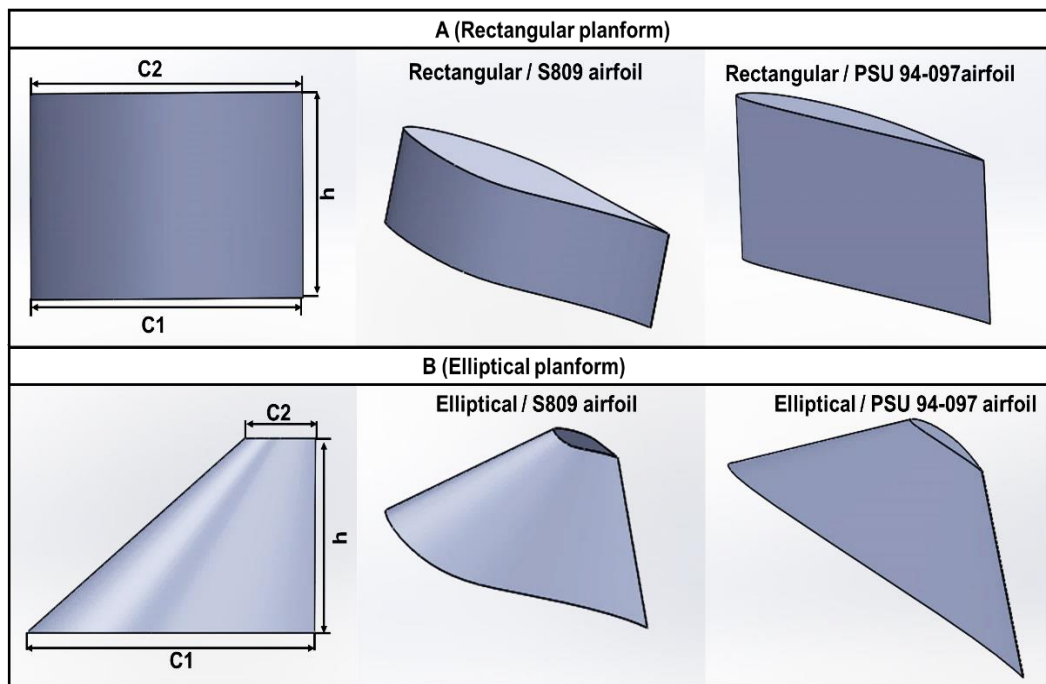 A (Rectangular planform)
C2
h
C1
Rectangular / S809 airfoil
Rectangular / PSU 94-097airfoil
B (Elliptical planform)
C2
h
C1
Elliptical / S809 airfoil
Elliptical / PSU 94-097 airfoil